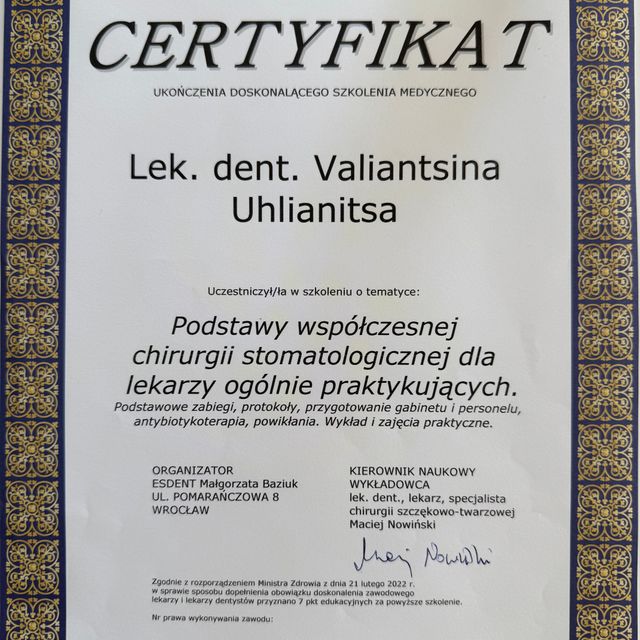 CERTYFIKAT
UKOŃCZENIA DOSKONALĄCEGO SZKOLENIA MEDYCZNEGO
Lek. dent. Valiantsina
Uhlianitsa
Uczestniczył/ła w szkoleniu o tematyce:
Podstawy współczesnej
chirurgii stomatologicznej dla
lekarzy ogólnie praktykujących.
Podstawowe zabiegi, protokoły, przygotowanie gabinetu i personelu,
antybiotykoterapia, powikłania. Wykład i zajęcia praktyczne.
ORGANIZATOR
ESDENT Małgorzata Baziuk
UL. POMARAŃCZOWA 8
WROCŁAW
KIEROWNIK NAUKOWY
WYKŁADOWCA
lek. dent., lekarz, specjalista
chirurgii szczękowo-twarzowej
Maciej Nowiński
Maciej Nowiński
Zgodnie z rozporządzeniem Ministra Zdrowia z dnia 21 lutego 2022 r.
w sprawie sposobu dopełnienia obowiązku doskonalenia zawodowego
lekarzy i lekarzy dentystów przyznano 7 pkt edukacyjnych za powyższe szkolenie.
Nr prawa wykonywania zawodu: